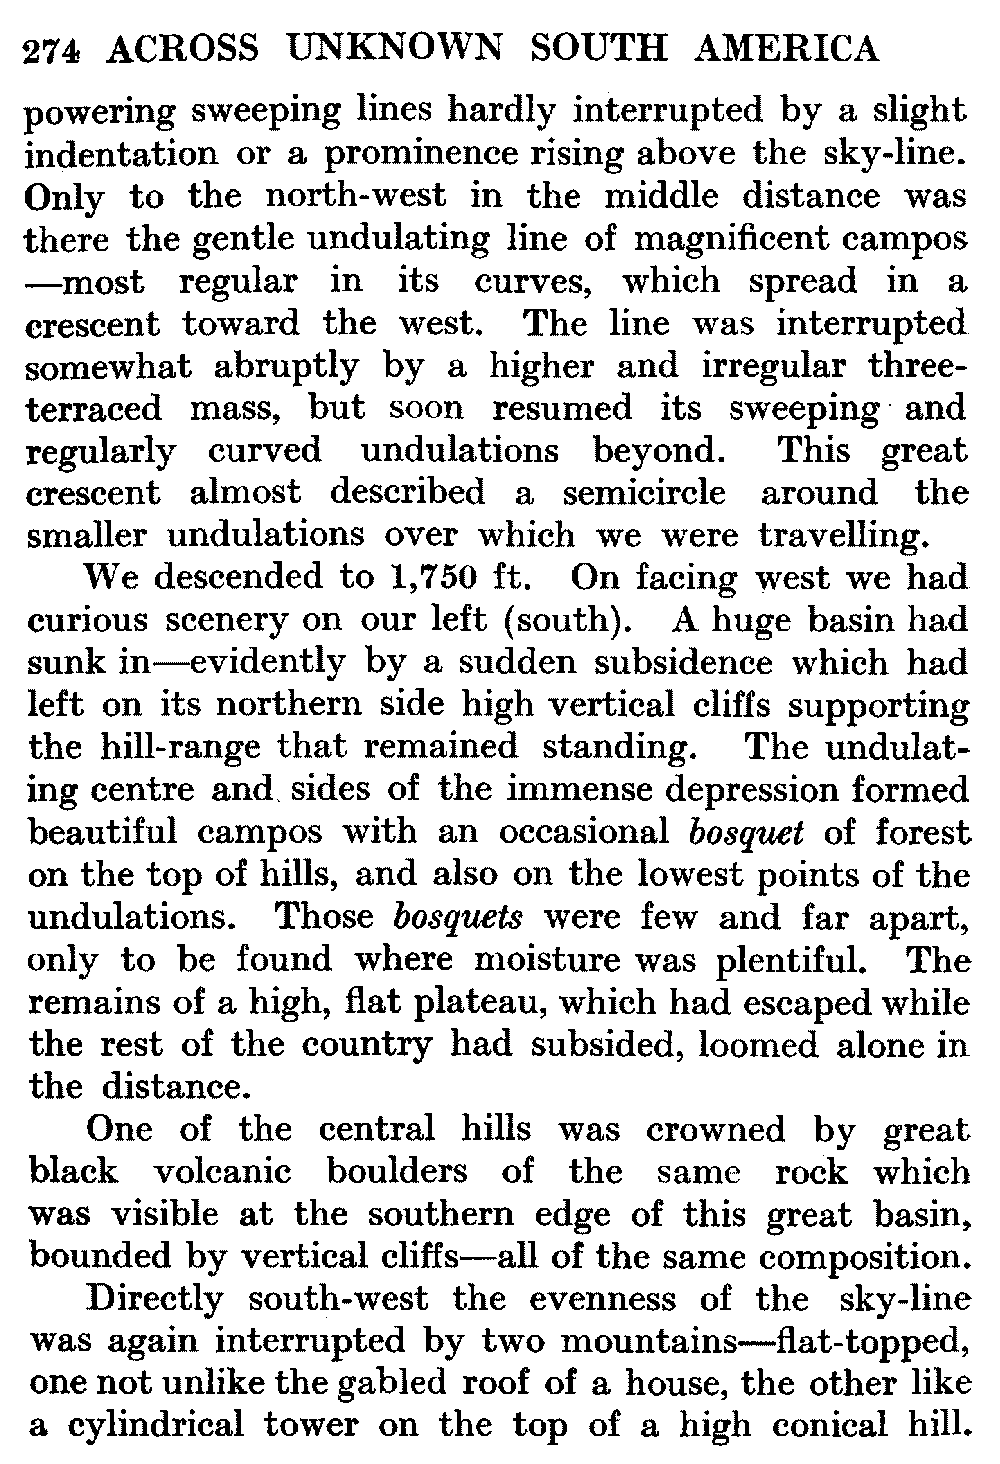 274 ACROSS UNKNOWN SOUTH AMERICA
powering sweeping lines hardly interrupted by a slight
indentation or a prominence rising above the sky-line.
Only to the north-west in the middle distance was
there the gentle undulating line of magnificent campos
—most regular in its curves, which spread in a
crescent toward the west. The line was interrupted
somewhat abruptly by a higher and irregular three-
terraced mass, but soon resumed its sweeping and
regularly curved undulations beyond. This great
crescent almost described a semicircle around the
smaller undulations over which we were travelling.
We descended to 1,750 ft. On facing west we had
curious scenery on our left (south). A huge basin had
sunk in—evidently by a sudden subsidence which had
left on its northern side high vertical cliffs supporting
the hill-range that remained standing. The undulat-
ing centre and sides of the immense depression formed
beautiful campos with an occasional bosquet of forest
on the top of hills, and also on the lowest points of the
undulations. Those bosquets were few and far apart,
only to be found where moisture was plentiful. The
remains of a high, flat plateau, which had escaped while
the rest of the country had subsided, loomed alone in
the distance.
One of the central hills was crowned by great
black volcanic boulders of the same rock which
was visible at the southern edge of this great basin,
bounded by vertical cliffs—all of the same composition.
Directly south-west the evenness of the sky-line
was again interrupted by two mountains—flat-topped,
one not unlike the gabled roof of a house, the other like
a cylindrical tower on the top of a high conical hill.